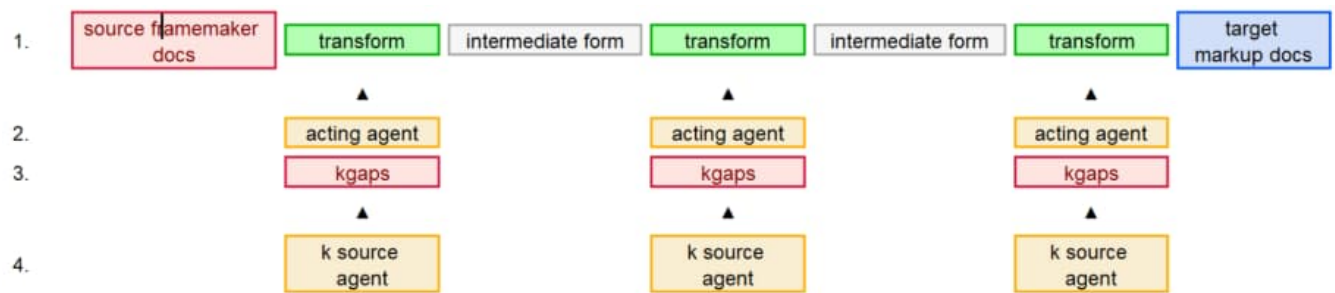 source framemaker
docs
1. transform intermediate form transform intermediate form transform target
markup docs
2. acting agent acting agent acting agent
3. kgaps kgaps kgaps
4. k source
agent k source
agent k source
agent